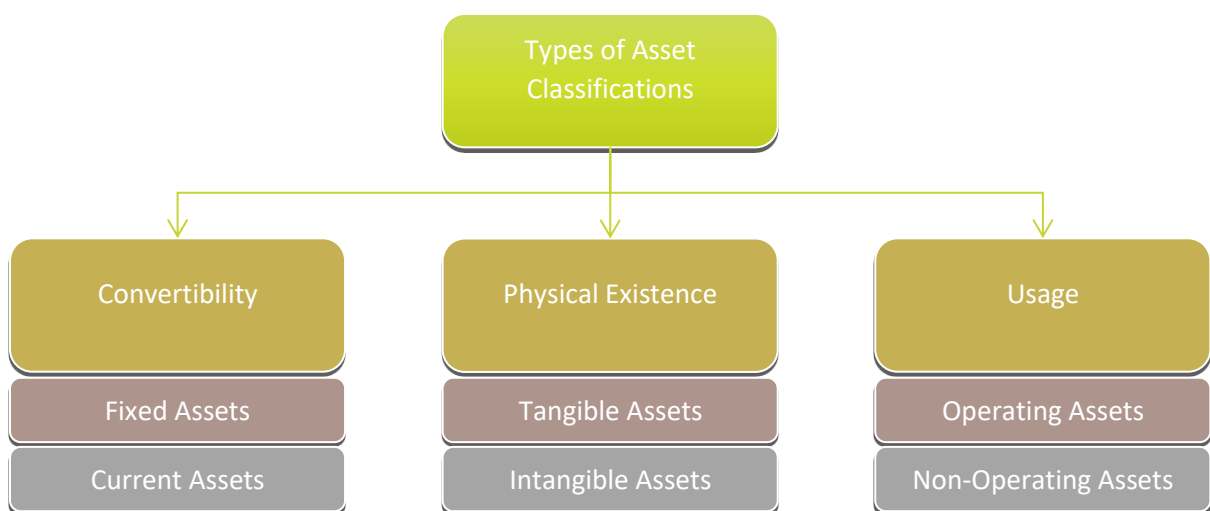 Types of Asset
Classifications
Convertibility
Fixed Assets
Current Assets
Physical Existence
Tangible Assets
Intangible Assets
Usage
Operating Assets
Non-Operating Assets